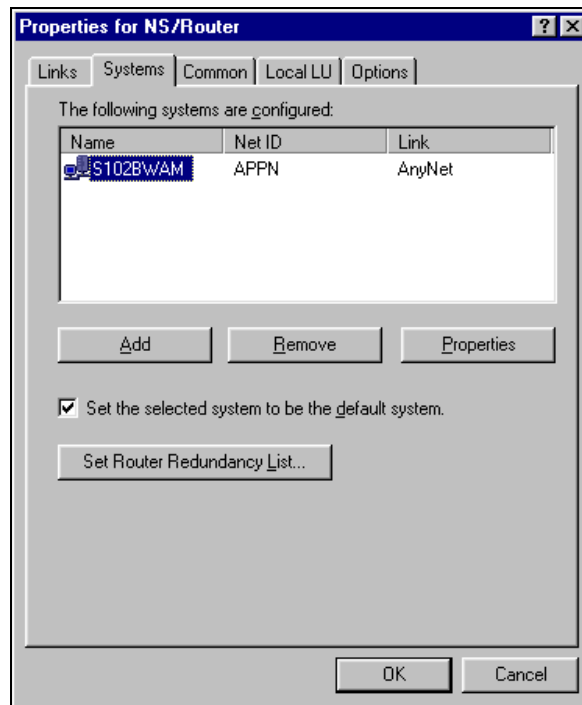 Properties for NS/Router
Links Systems Common Local LU Options
The following systems are configured:
Name Net ID Link
S102BWAM APPN AnyNet
Add Remove Properties
Set the selected system to be the default system.
Set Router Redundancy List...
OK Cancel